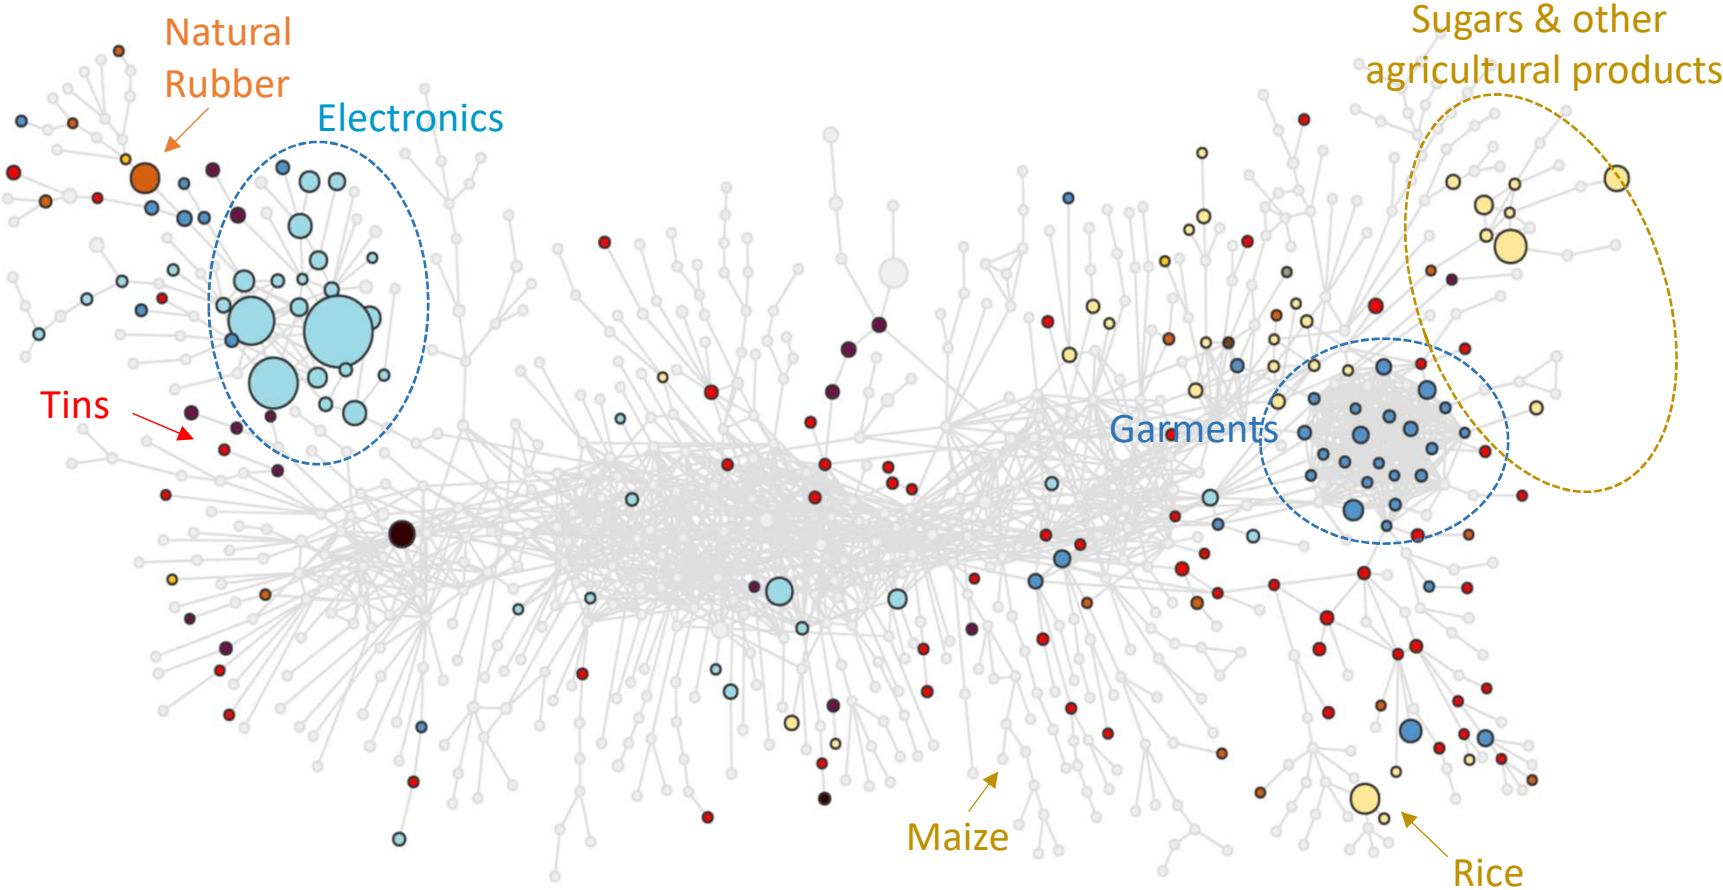 Natural
Rubber
Electronics
Sugars & other
agricultural products
Tins
Garments
Maize
Rice